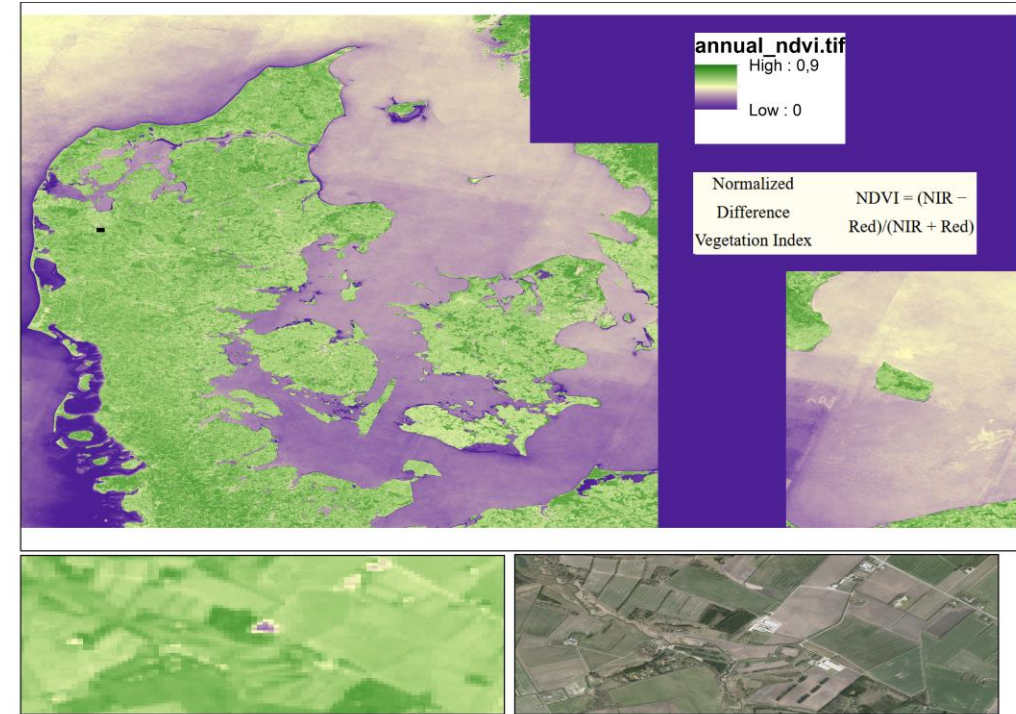 annual_ndvi.tif
High : 0,9
Low : 0
Normalized
Difference
Vegetation Index
NDVI = (NIR −
Red)/(NIR + Red)